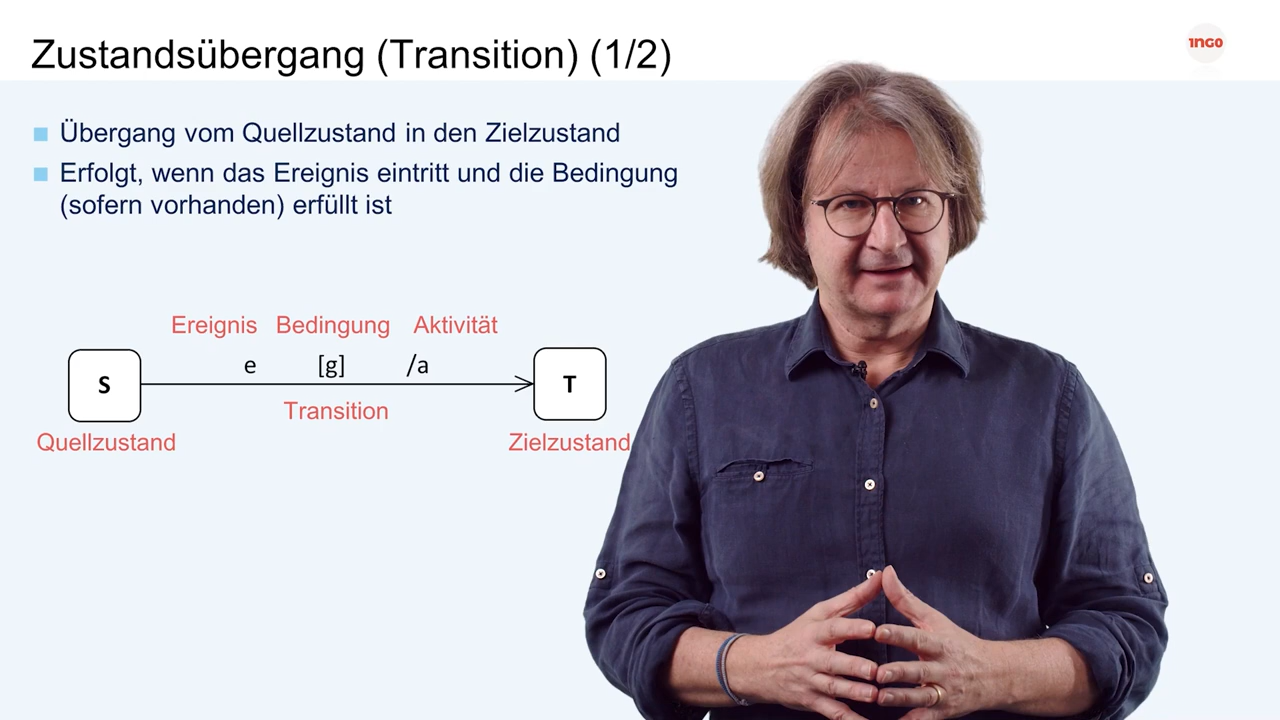 Zustandsübergang (Transition) (1/2)
1NGO
Übergang vom Quellzustand in den Zielzustand
Erfolgt, wenn das Ereignis eintritt und die Bedingung
(sofern vorhanden) erfüllt ist
Ereignis Bedingung Aktivität
e [g] /a
S T
Transition
Quellzustand Zielzustand